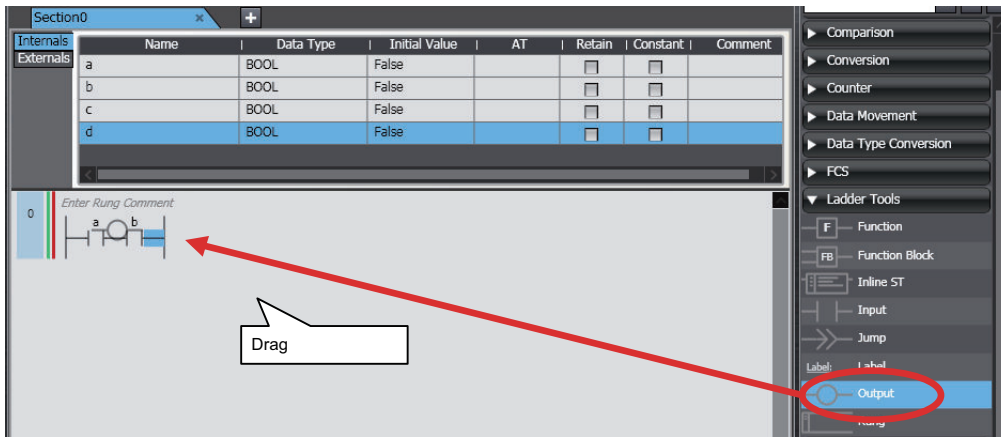 Section0 × +
Internals
Externals
Name Data Type Initial Value AT Retain Constant Comment
a BOOL False
b BOOL False
c BOOL False
d BOOL False
0
Enter Rung Comment
a b
Drag
Comparison
Conversion
Counter
Data Movement
Data Type Conversion
FCS
Ladder Tools
F Function
FB Function Block
Inline ST
Input
Jump
Label: Label
Output
Rung